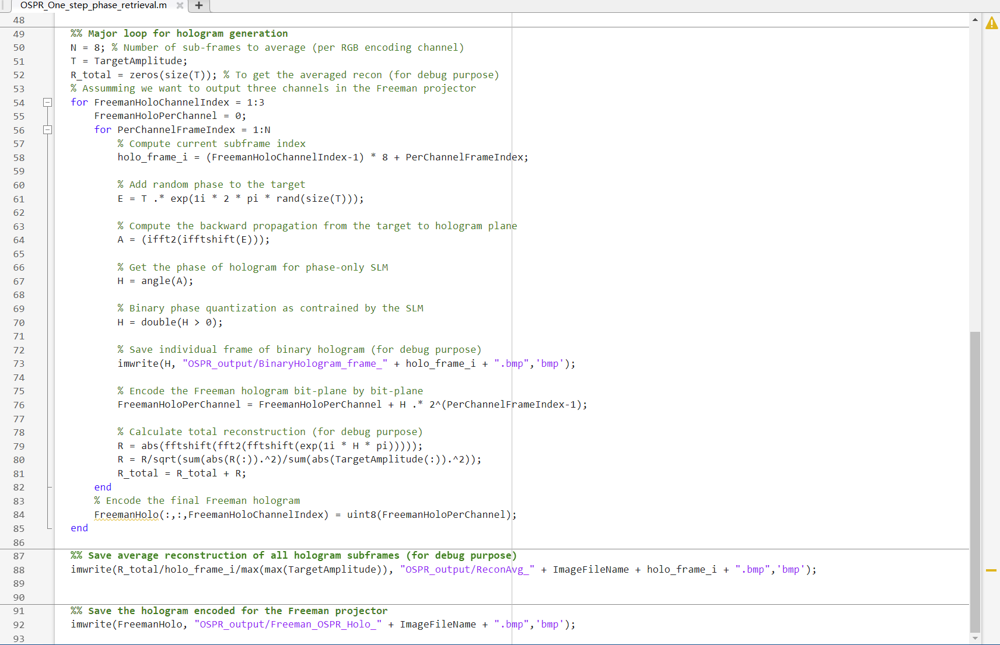 OSPR_One_step_phase_retrieval.m
48
49 %% Major loop for hologram generation
50 N = 8; % Number of sub-frames to average (per RGB encoding channel)
51 T = TargetAmplitude;
52 R_total = zeros(size(T)); % To get the averaged recon (for debug purpose)
53 % Assumming we want to output three channels in the Freeman projector
54 for FreemanHoloChannelIndex = 1:3
55 FreemanHoloPerChannel = 0;
56 for PerChannelFrameIndex = 1:N
57 % Compute current subframe index
58 holo_frame_i = (FreemanHoloChannelIndex-1) * 8 + PerChannelFrameIndex;
59
60 % Add random phase to the target
61 E = T .* exp(1i * 2 * pi * rand(size(T)));
62
63 % Compute the backward propagation from the target to hologram plane
64 A = (ifft2(ifftshift(E)));
65
66 % Get the phase of hologram for phase-only SLM
67 H = angle(A);
68
69 % Binary phase quantization as contrained by the SLM
70 H = double(H > 0);
71
72 % Save individual frame of binary hologram (for debug purpose)
73 imwrite(H, "OSPR_output/BinaryHologram_frame_" + holo_frame_i + ".bmp",'bmp');
74
75 % Encode the Freeman hologram bit-plane by bit-plane
76 FreemanHoloPerChannel = FreemanHoloPerChannel + H .* 2^(PerChannelFrameIndex-1);
77
78 % Calculate total reconstruction (for debug purpose)
79 R = abs(fftshift(fft2(fftshift(exp(1i * H * pi)))));
80 R = R/sqrt(sum(abs(R(:)).^2)/sum(abs(TargetAmplitude(:)).^2));
81 R_total = R_total + R;
82 end
83 % Encode the final Freeman hologram
84 FreemanHolo(:,:,FreemanHoloChannelIndex) = uint8(FreemanHoloPerChannel);
85 end
86
87 %% Save average reconstruction of all hologram subframes (for debug purpose)
88 imwrite(R_total/holo_frame_i/max(max(TargetAmplitude)), "OSPR_output/ReconAvg_" + ImageFileName + holo_frame_i + ".bmp",'bmp');
89
90
91 %% Save the hologram encoded for the Freeman projector
92 imwrite(FreemanHolo, "OSPR_output/Freeman_OSPR_Holo_" + ImageFileName + ".bmp",'bmp');
93